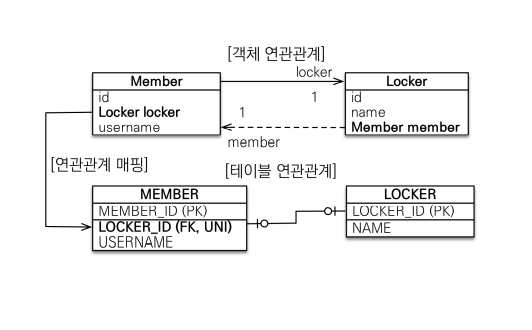 [객체 연관관계]
locker
Member
Locker
1
id
id
Locker locker
1
name
username
Member member
member
[연관관계 매핑]
[테이블 연관관계]
MEMBER
LOCKER
MEMBER_ID (PK)
LOCKER_ID (PK)
LOCKER_ID (FK, UNI)
NAME
USERNAME